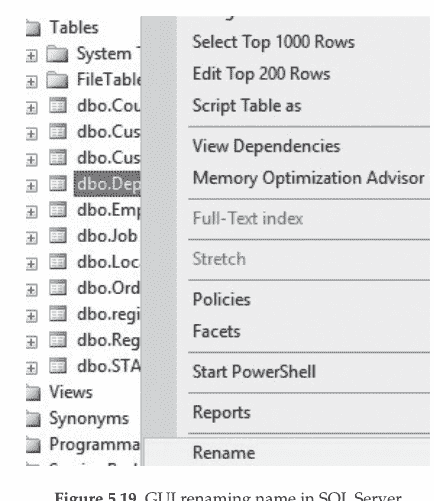 Tables
System T
FileTable
dbo.Cou
dbo.Cus
dbo.Cus
dbo.Dep
dbo.Emp
dbo.Job
dbo.Loc
dbo.Ord
dbo.regi
dbo.Reg
dbo.STA
Views
Synonyms
Programma
Select Top 1000 Rows
Edit Top 200 Rows
Script Table as
View Dependencies
Memory Optimization Advisor
Full-Text index
Stretch
Policies
Facets
Start PowerShell
Reports
Rename
Figure 5.19 GUI renaming name in SQL Server